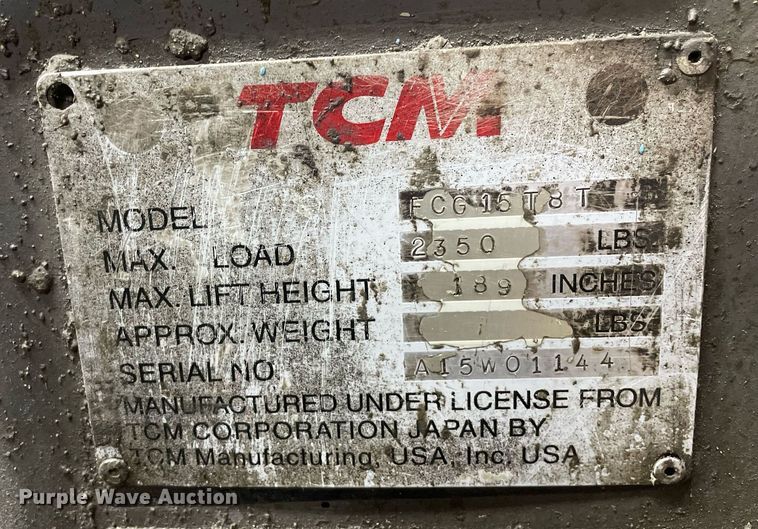 TCM
MODEL FCG15T8T
MAX. LOAD 2350 LBS
MAX. LIFT HEIGHT 189 INCHES
APPROX. WEIGHT LBS
SERIAL NO A15W01144
MANUFACTURED UNDER LICENSE FROM
TCM CORPORATION JAPAN BY
TCM Manufacturing, USA, Inc, USA
Purple Wave Auction